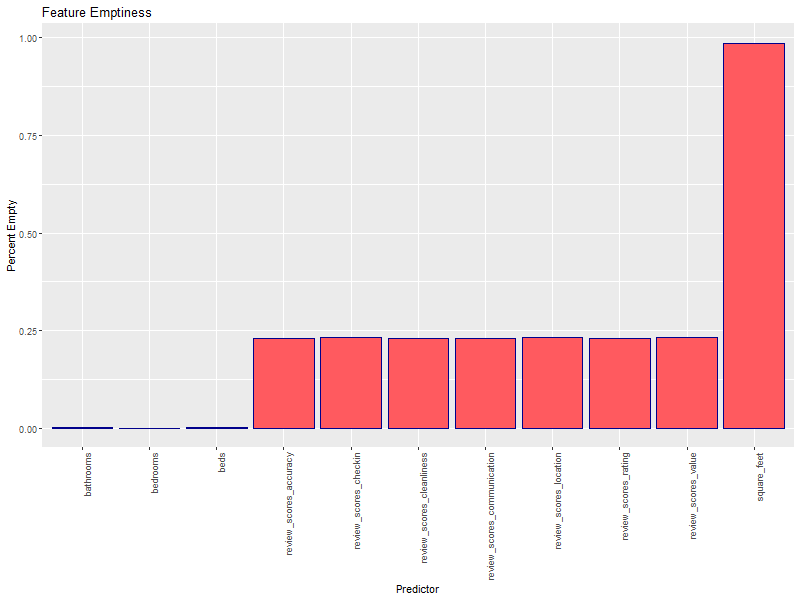 Feature Emptiness
1.00
0.75
0.50
0.25
0.00
Percent Empty
bathrooms
bedrooms
beds
review_scores_accuracy
review_scores_checkin
review_scores_cleanliness
review_scores_communication
review_scores_location
review_scores_rating
review_scores_value
square_feet
Predictor